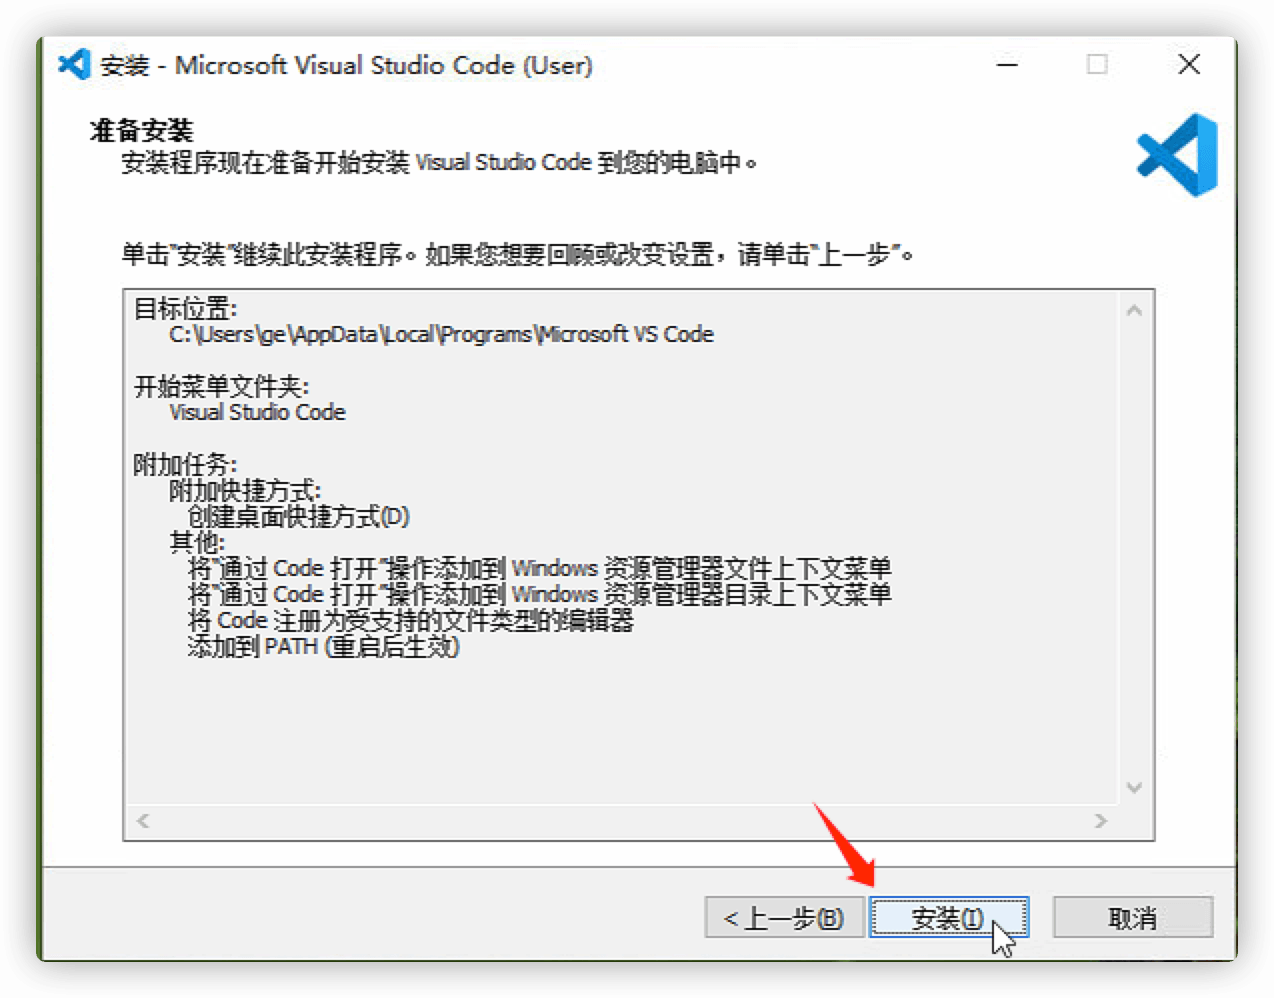 安装 - Microsoft Visual Studio Code (User)
准备安装
安装程序现在准备开始安装 Visual Studio Code 到您的电脑中。
单击“安装”继续此安装程序。如果您想要回顾或改变设置，请单击“上一步”。
目标位置:
C:\Users\ge\AppData\Local\Programs\Microsoft VS Code
开始菜单文件夹:
Visual Studio Code
附加任务:
附加快捷方式:
创建桌面快捷方式(D)
其他:
将“通过 Code 打开”操作添加到 Windows 资源管理器文件上下文菜单
将“通过 Code 打开”操作添加到 Windows 资源管理器目录上下文菜单
将 Code 注册为受支持的文件类型的编辑器
添加到 PATH (重启后生效)
< 上一步(B) 安装(I) 取消